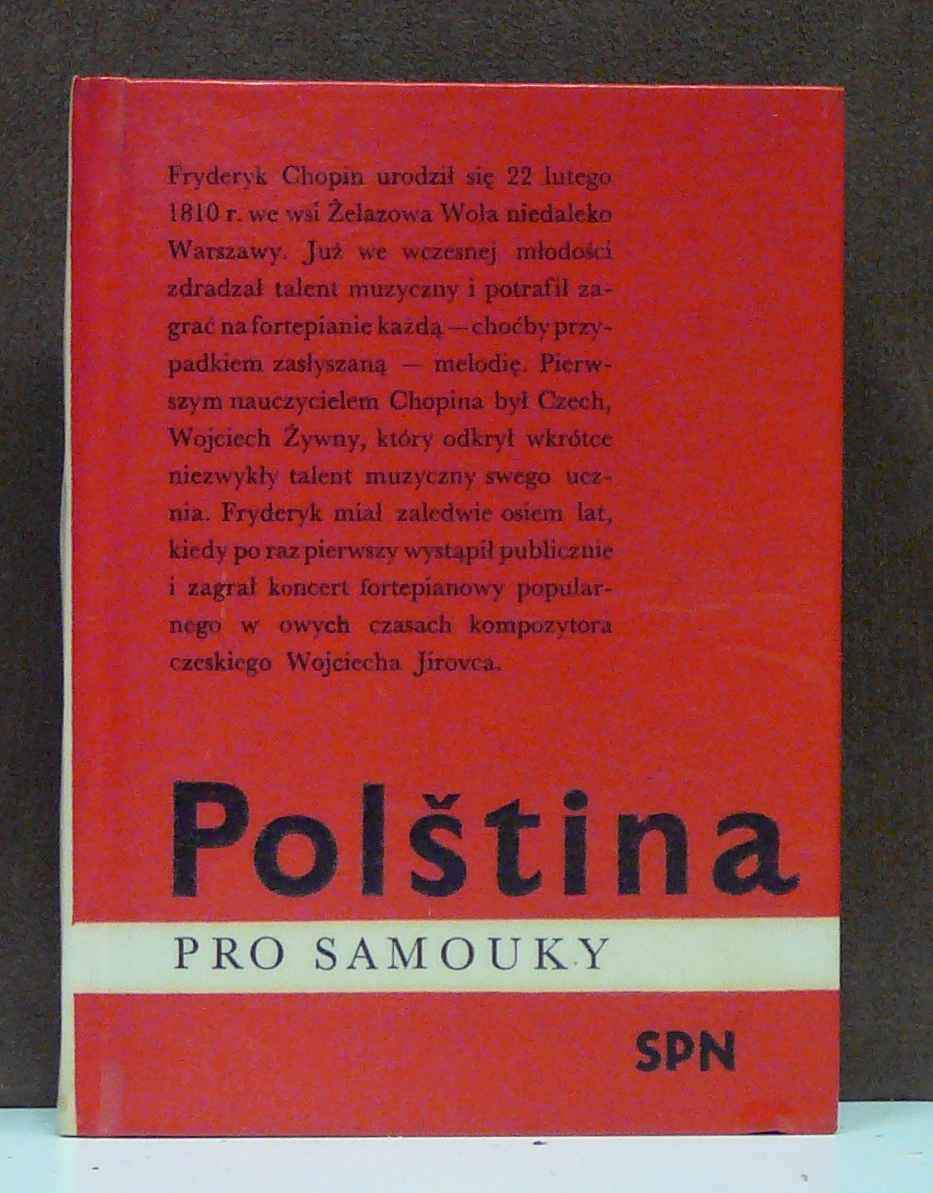 Fryderyk Chopin urodził się 22 lutego
1810 r. we wsi Żelazowa Wola niedaleko
Warszawy. Już we wczesnej młodości
zdradzał talent muzyczny i potrafił za-
grać na fortepianie każdą — choćby przy-
padkiem zasłyszaną — melodię. Pierw-
szym nauczycielem Chopina był Czech,
Wojciech Żywny, który odkrył wkrótce
niezwykły talent muzyczny swego ucz-
nia. Fryderyk miał zaledwie osiem lat,
kiedy po raz pierwszy wystąpił publicznie
i zagrał koncert fortepianowy popular-
nego w owych czasach kompozytora
czeskiego Wojciecha Jírovca.
Polština
PRO SAMOUKY
SPN